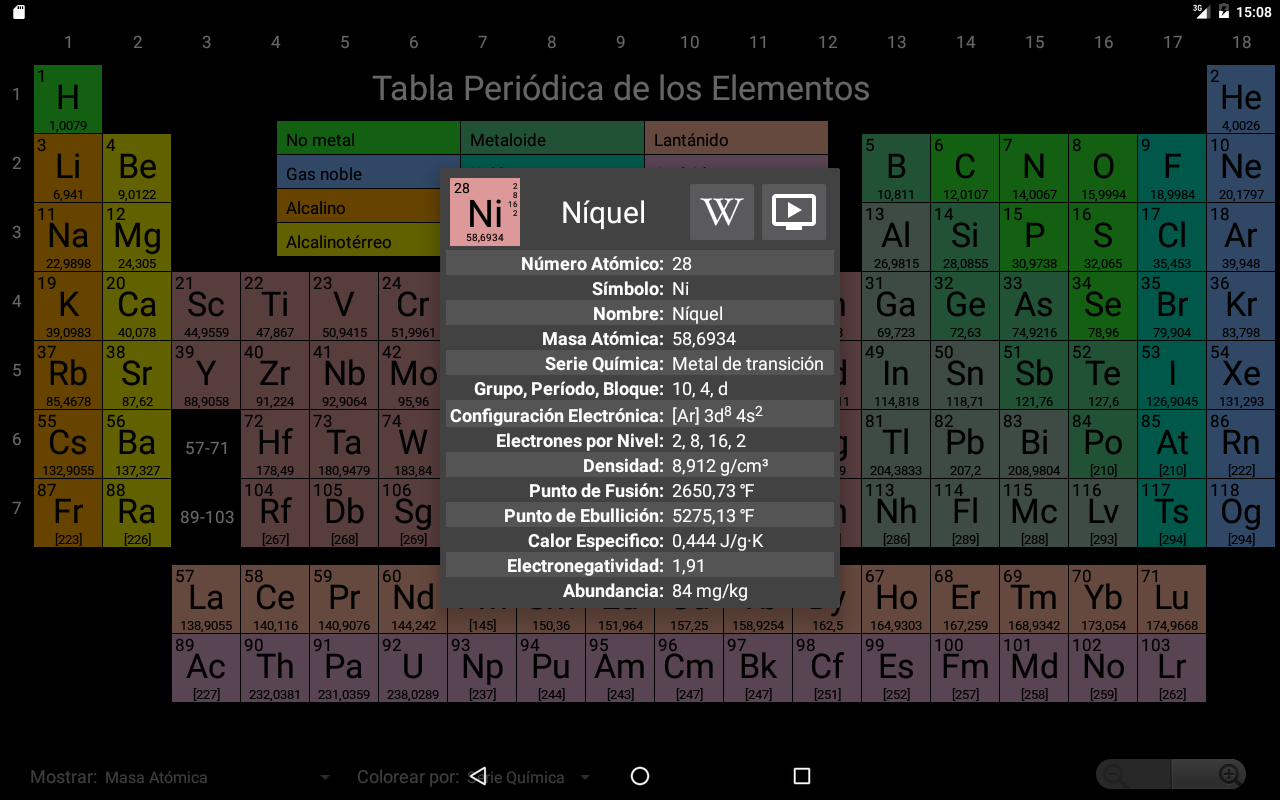 3G 15:08
1 2 3 4 5 6 7 8 9 10 11 12 13 14 15 16 17 18
Tabla Periódica de los Elementos
1
1 H 1,0079
2 He 4,0026
No metal
Metaloide
Lantánido
Gas noble
Alcalino
Alcalinotérreo
2
3 Li 6,941
4 Be 9,0122
5 B 10,811
6 C 12,0107
7 N 14,0067
8 O 15,9994
9 F 18,9984
10 Ne 20,1797
3
11 Na 22,9898
12 Mg 24,305
13 Al 26,9815
14 Si 28,0855
15 P 30,9738
16 S 32,065
17 Cl 35,453
18 Ar 39,948
4
19 K 39,0983
20 Ca 40,078
21 Sc 44,9559
22 Ti 47,867
23 V 50,9415
24 Cr 51,9961
31 Ga 69,723
32 Ge 72,63
33 As 74,9216
34 Se 78,96
35 Br 79,904
36 Kr 83,798
5
37 Rb 85,4678
38 Sr 87,62
39 Y 88,9058
40 Zr 91,224
41 Nb 92,9064
42 Mo 95,96
49 In 114,818
50 Sn 118,71
51 Sb 121,76
52 Te 127,6
53 I 126,9045
54 Xe 131,293
6
55 Cs 132,9055
56 Ba 137,327
57-71
72 Hf 178,49
73 Ta 180,9479
74 W 183,84
81 Tl 204,3833
82 Pb 207,2
83 Bi 208,9804
84 Po [210]
85 At [210]
86 Rn [222]
7
87 Fr [223]
88 Ra [226]
89-103
104 Rf [267]
105 Db [268]
106 Sg [269]
113 Nh [286]
114 Fl [289]
115 Mc [288]
116 Lv [293]
117 Ts [294]
118 Og [294]
57 La 138,9055
58 Ce 140,116
59 Pr 140,9076
60 Nd 144,242
[145]
150,36
151,964
157,25
158,9254
162,5
67 Ho 164,9303
68 Er 167,259
69 Tm 168,9342
70 Yb 173,054
71 Lu 174,9668
89 Ac [227]
90 Th 232,0381
91 Pa 231,0359
92 U 238,0289
93 Np [237]
94 Pu [244]
95 Am [243]
96 Cm [247]
97 Bk [247]
98 Cf [251]
99 Es [252]
100 Fm [257]
101 Md [258]
102 No [259]
103 Lr [262]
28 Ni 58,6934
2
8
16
2
Níquel
W
Número Atómico: 28
Símbolo: Ni
Nombre: Níquel
Masa Atómica: 58,6934
Serie Química: Metal de transición
Grupo, Período, Bloque: 10, 4, d
Configuración Electrónica: [Ar] 3d⁸ 4s²
Electrones por Nivel: 2, 8, 16, 2
Densidad: 8,912 g/cm³
Punto de Fusión: 2650,73 °F
Punto de Ebullición: 5275,13 °F
Calor Especifico: 0,444 J/g·K
Electronegatividad: 1,91
Abundancia: 84 mg/kg
Mostrar: Masa Atómica
Colorear por: Serie Química